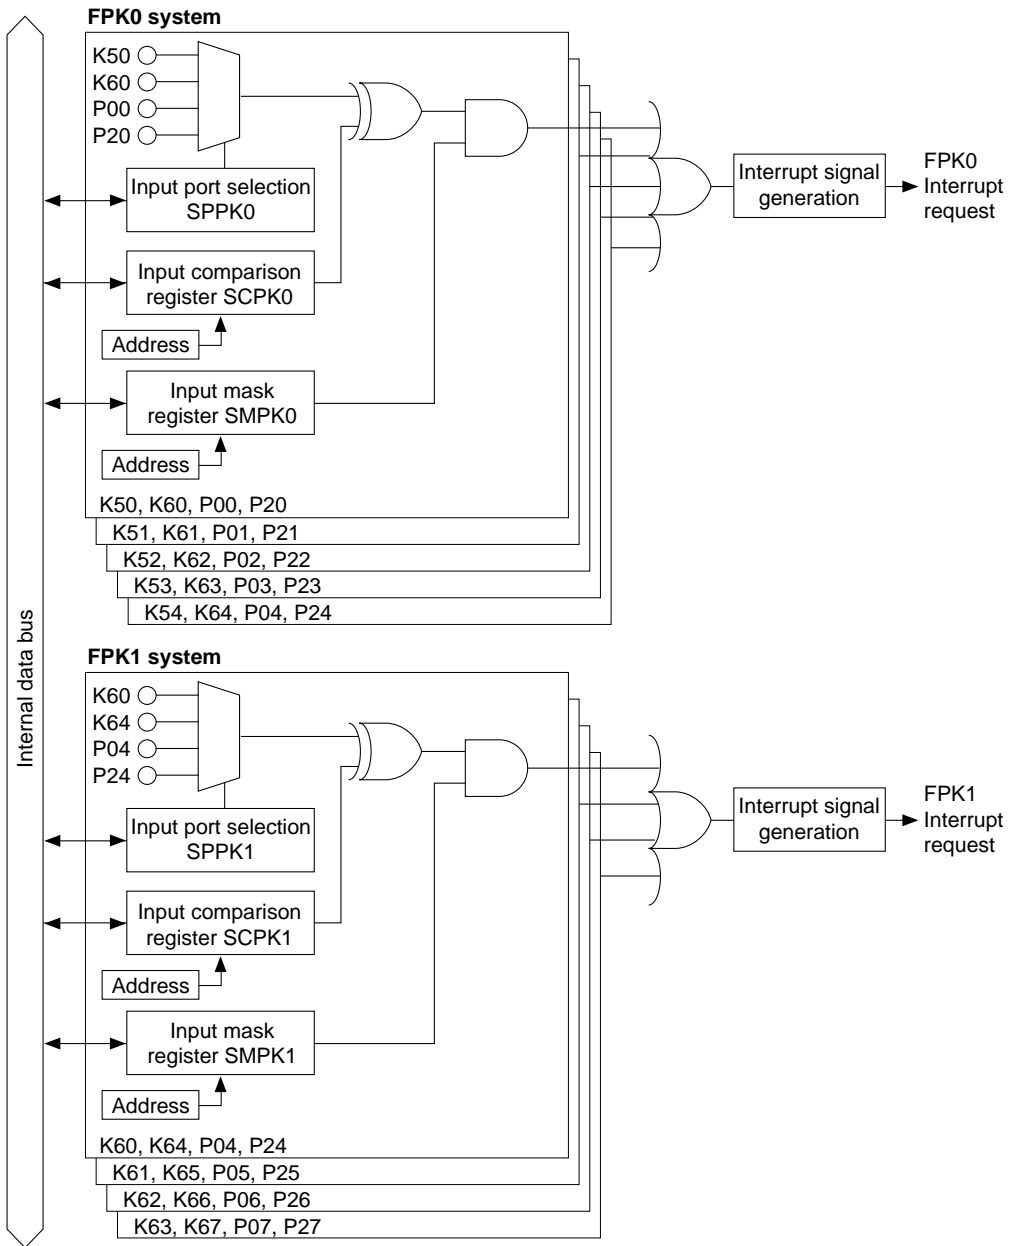 FPK0 system
K50
K60
P00
P20
Input port selection
SPPK0
Input comparison
register SCPK0
Address
Input mask
register SMPK0
Address
K50, K60, P00, P20
K51, K61, P01, P21
K52, K62, P02, P22
K53, K63, P03, P23
K54, K64, P04, P24
Interrupt signal
generation
FPK0
Interrupt
request
Internal data bus
FPK1 system
K60
K64
P04
P24
Input port selection
SPPK1
Input comparison
register SCPK1
Address
Input mask
register SMPK1
Address
K60, K64, P04, P24
K61, K65, P05, P25
K62, K66, P06, P26
K63, K67, P07, P27
Interrupt signal
generation
FPK1
Interrupt
request